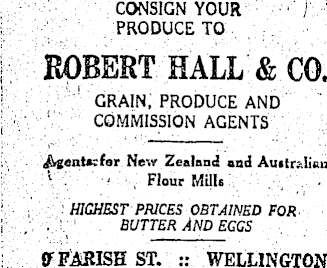 CONSIGN YOUR
PRODUCE TO
ROBERT HALL & CO.
GRAIN, PRODUCE AND
COMMISSION AGENTS
Agents for New Zealand and Australian
Flour Mills
HIGHEST PRICES OBTAINED FOR
BUTTER AND EGGS
FARISH ST. :: WELLINGTON